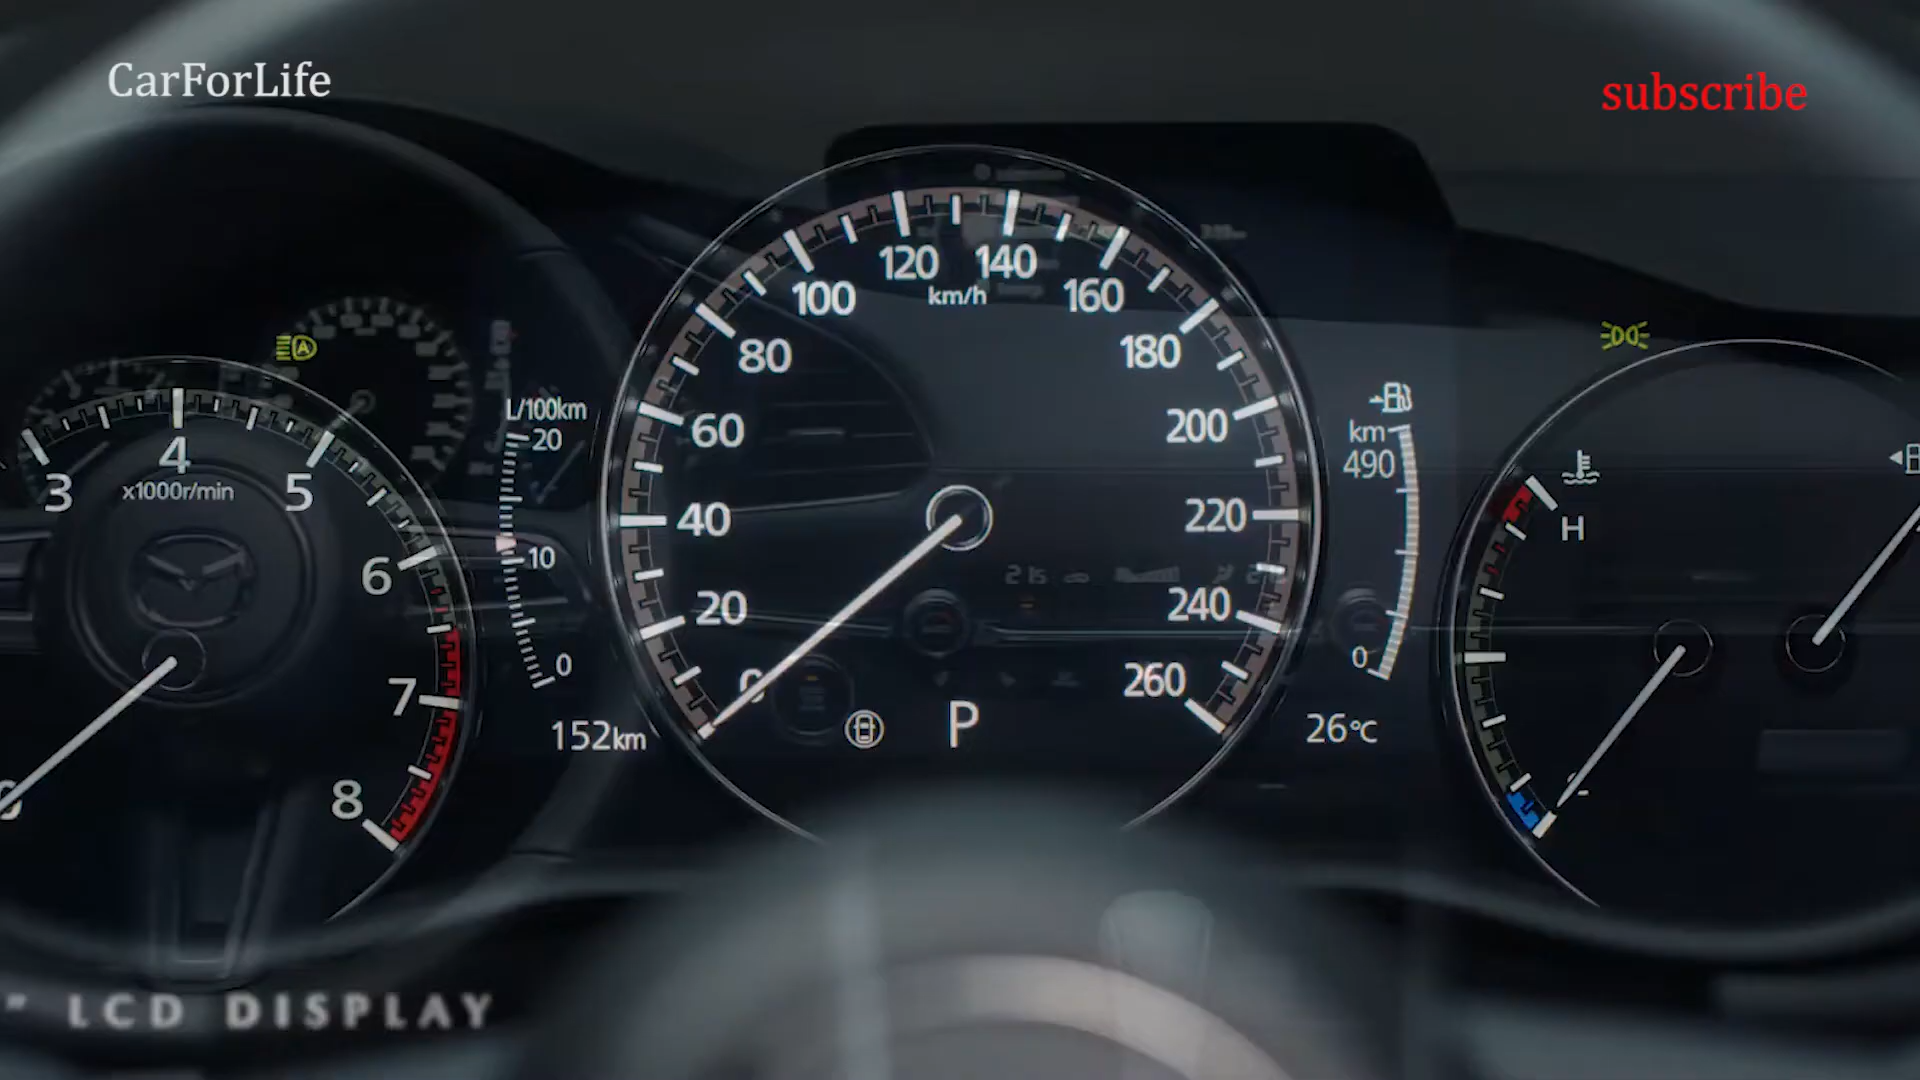 CarForLife
subscribe
120 140
km/h
100 160
80 180
60 200
40 220
20 240
0 260
L/100km
20
10
0
km
490
0
3 4 5
x1000r/min
6
7
8
H
152km
P
26°C
" LCD DISPLAY